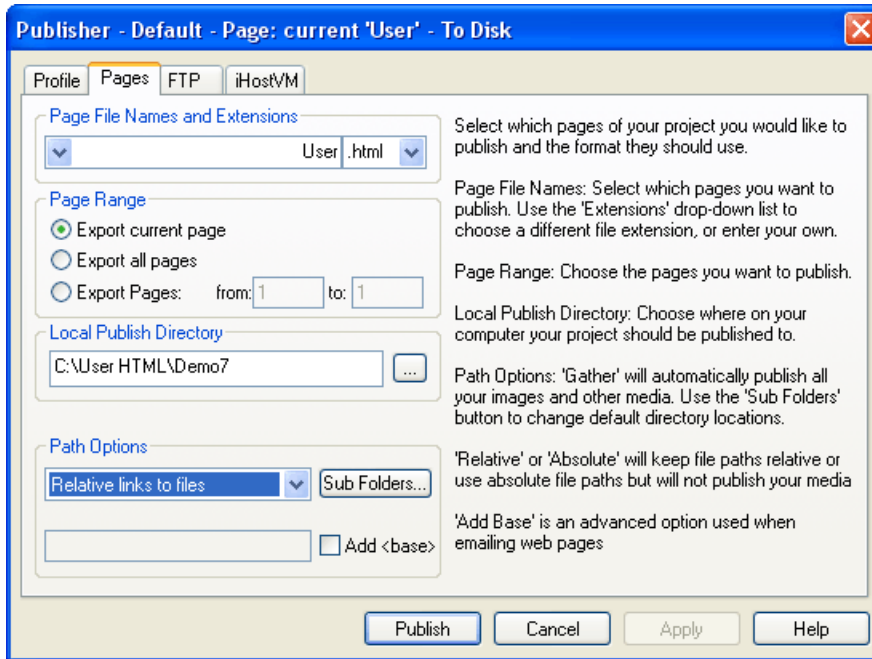 Publisher - Default - Page: current 'User' - To Disk
Profile
Pages
FTP
iHostVM
Page File Names and Extensions
User
.html
Page Range
Export current page
Export all pages
Export Pages: from: 1 to: 1
Local Publish Directory
C:\User HTML\Demo7
...
Path Options
Relative links to files
Sub Folders...
Add <base>
Select which pages of your project you would like to
publish and the format they should use.
Page File Names: Select which pages you want to
publish. Use the 'Extensions' drop-down list to
choose a different file extension, or enter your own.
Page Range: Choose the pages you want to publish.
Local Publish Directory: Choose where on your
computer your project should be published to.
Path Options: 'Gather' will automatically publish all
your images and other media. Use the 'Sub Folders'
button to change default directory locations.
'Relative' or 'Absolute' will keep file paths relative or
use absolute file paths but will not publish your media
'Add Base' is an advanced option used when
emailing web pages
Publish
Cancel
Apply
Help